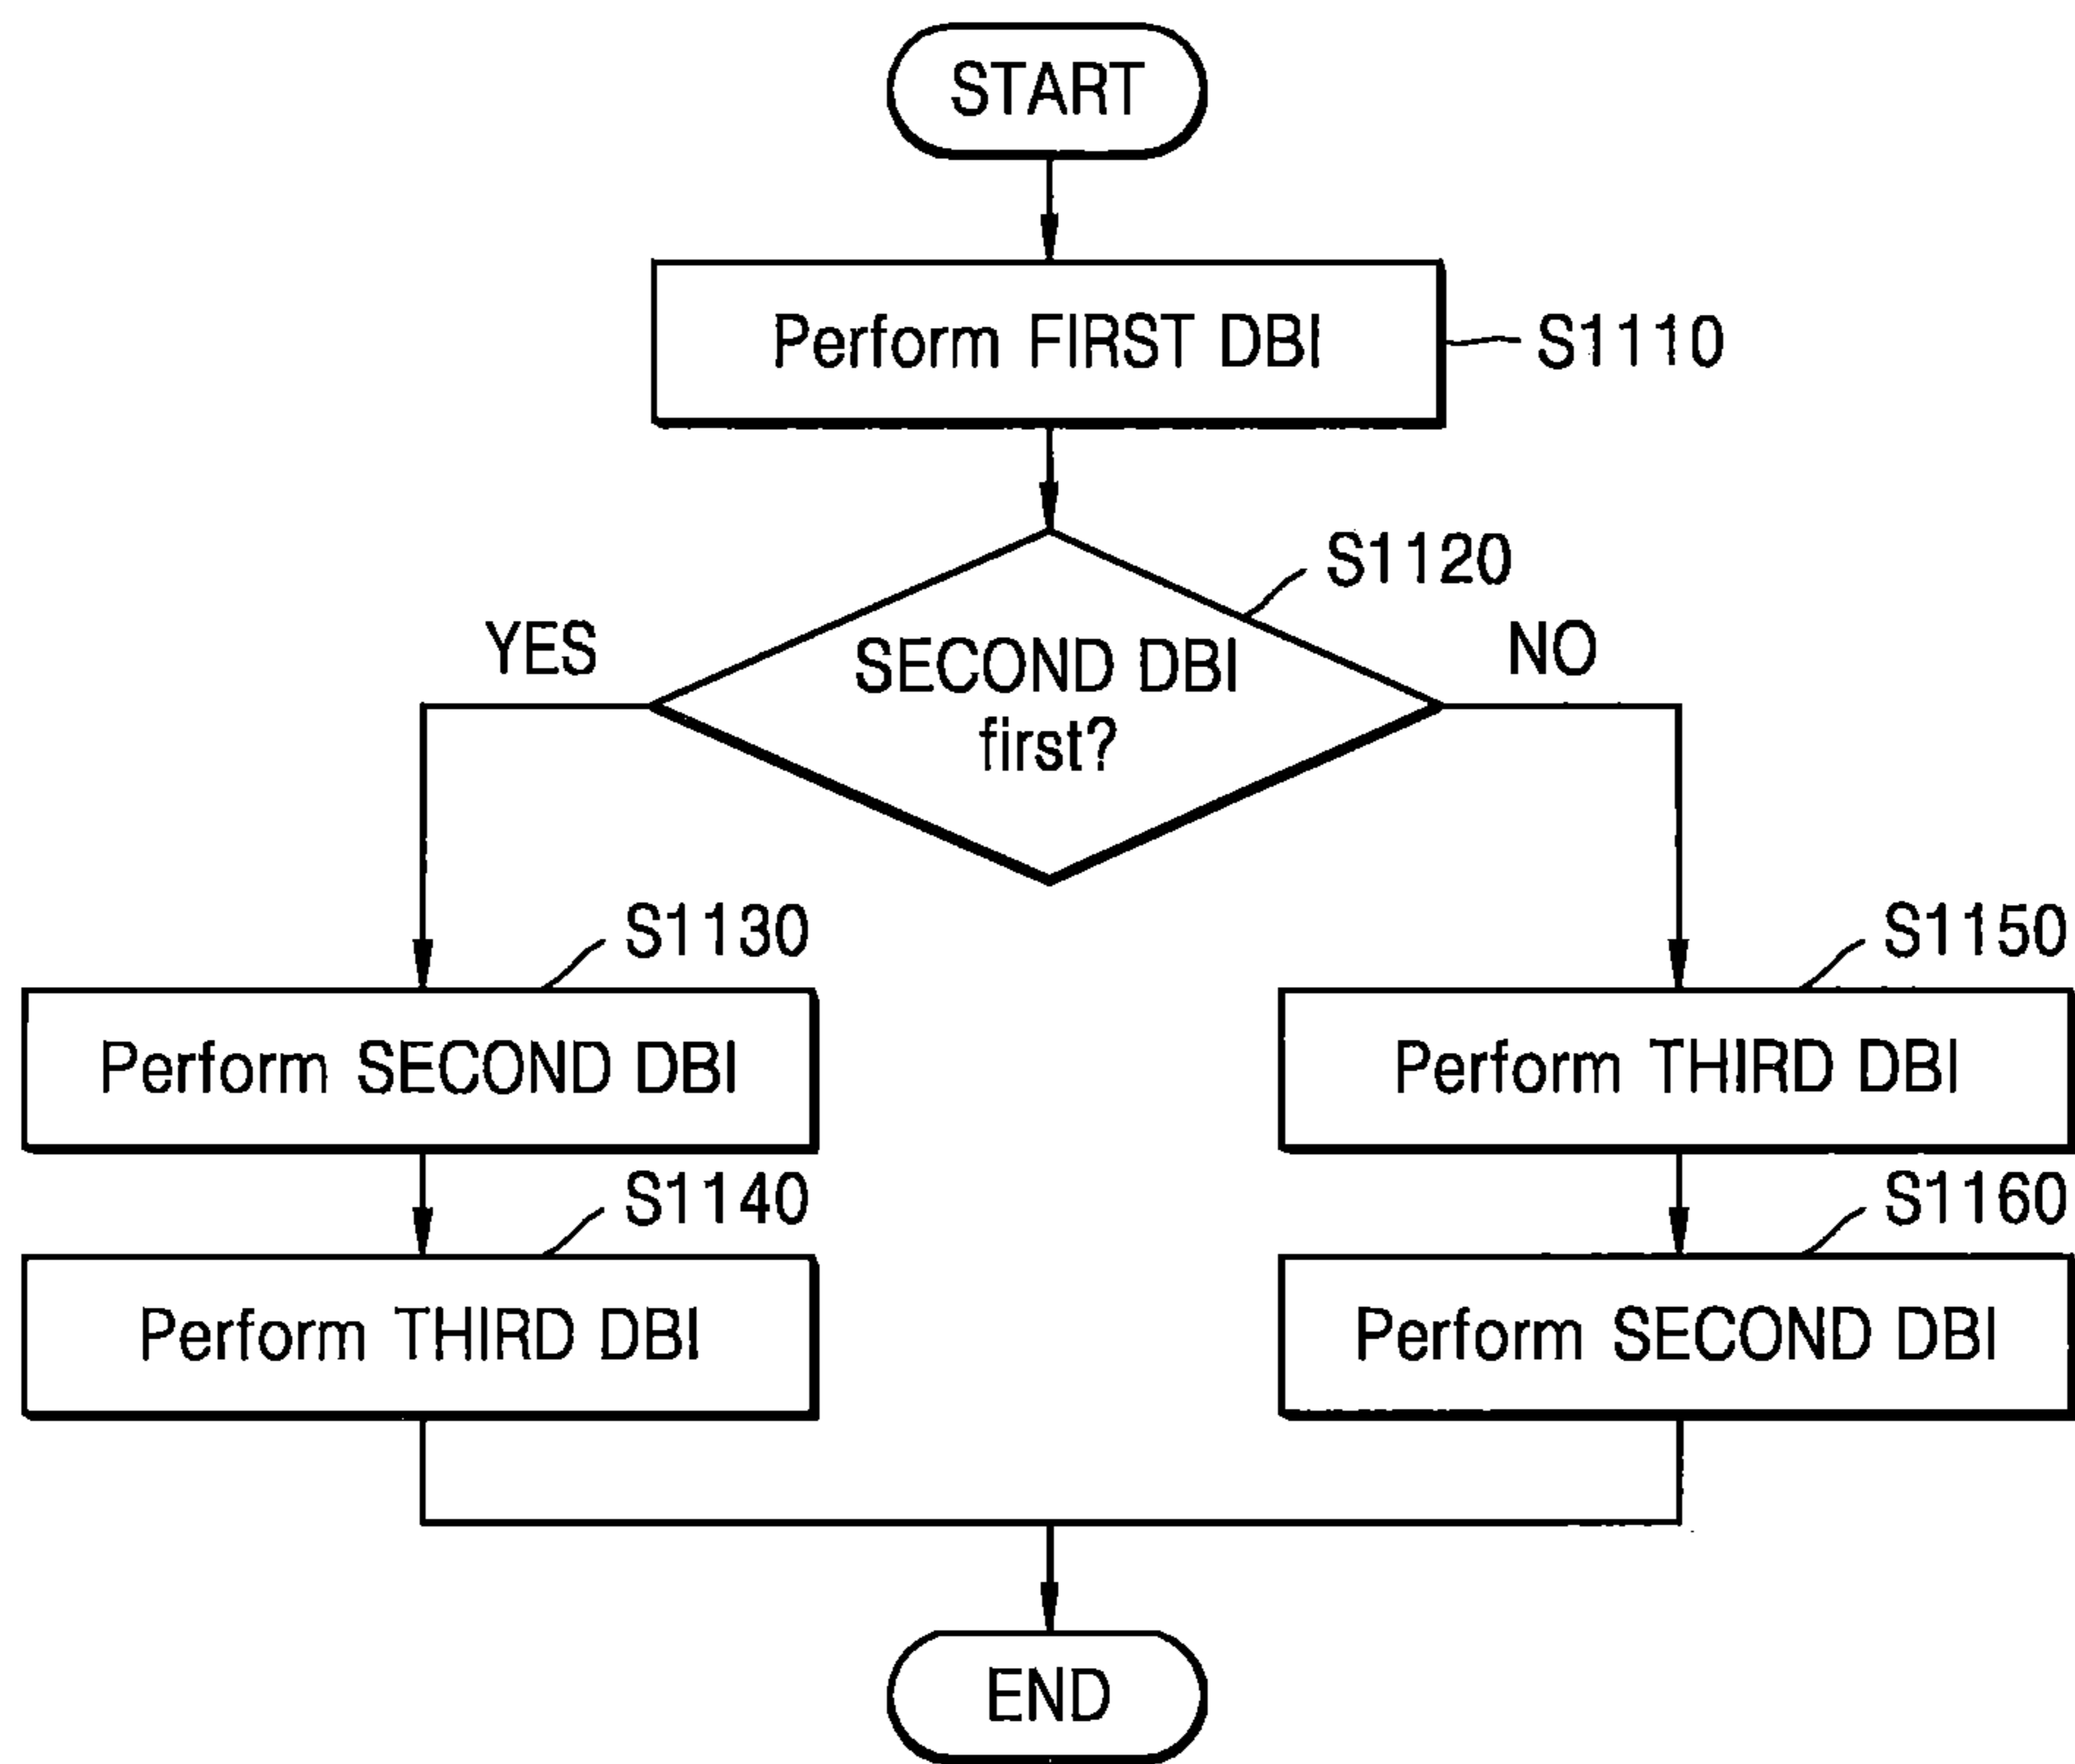 START
Perform FIRST DBI
S1110
S1120
YES
SECOND DBI
first?
NO
S1130
Perform SECOND DBI
S1140
Perform THIRD DBI
S1150
Perform THIRD DBI
S1160
Perform SECOND DBI
END